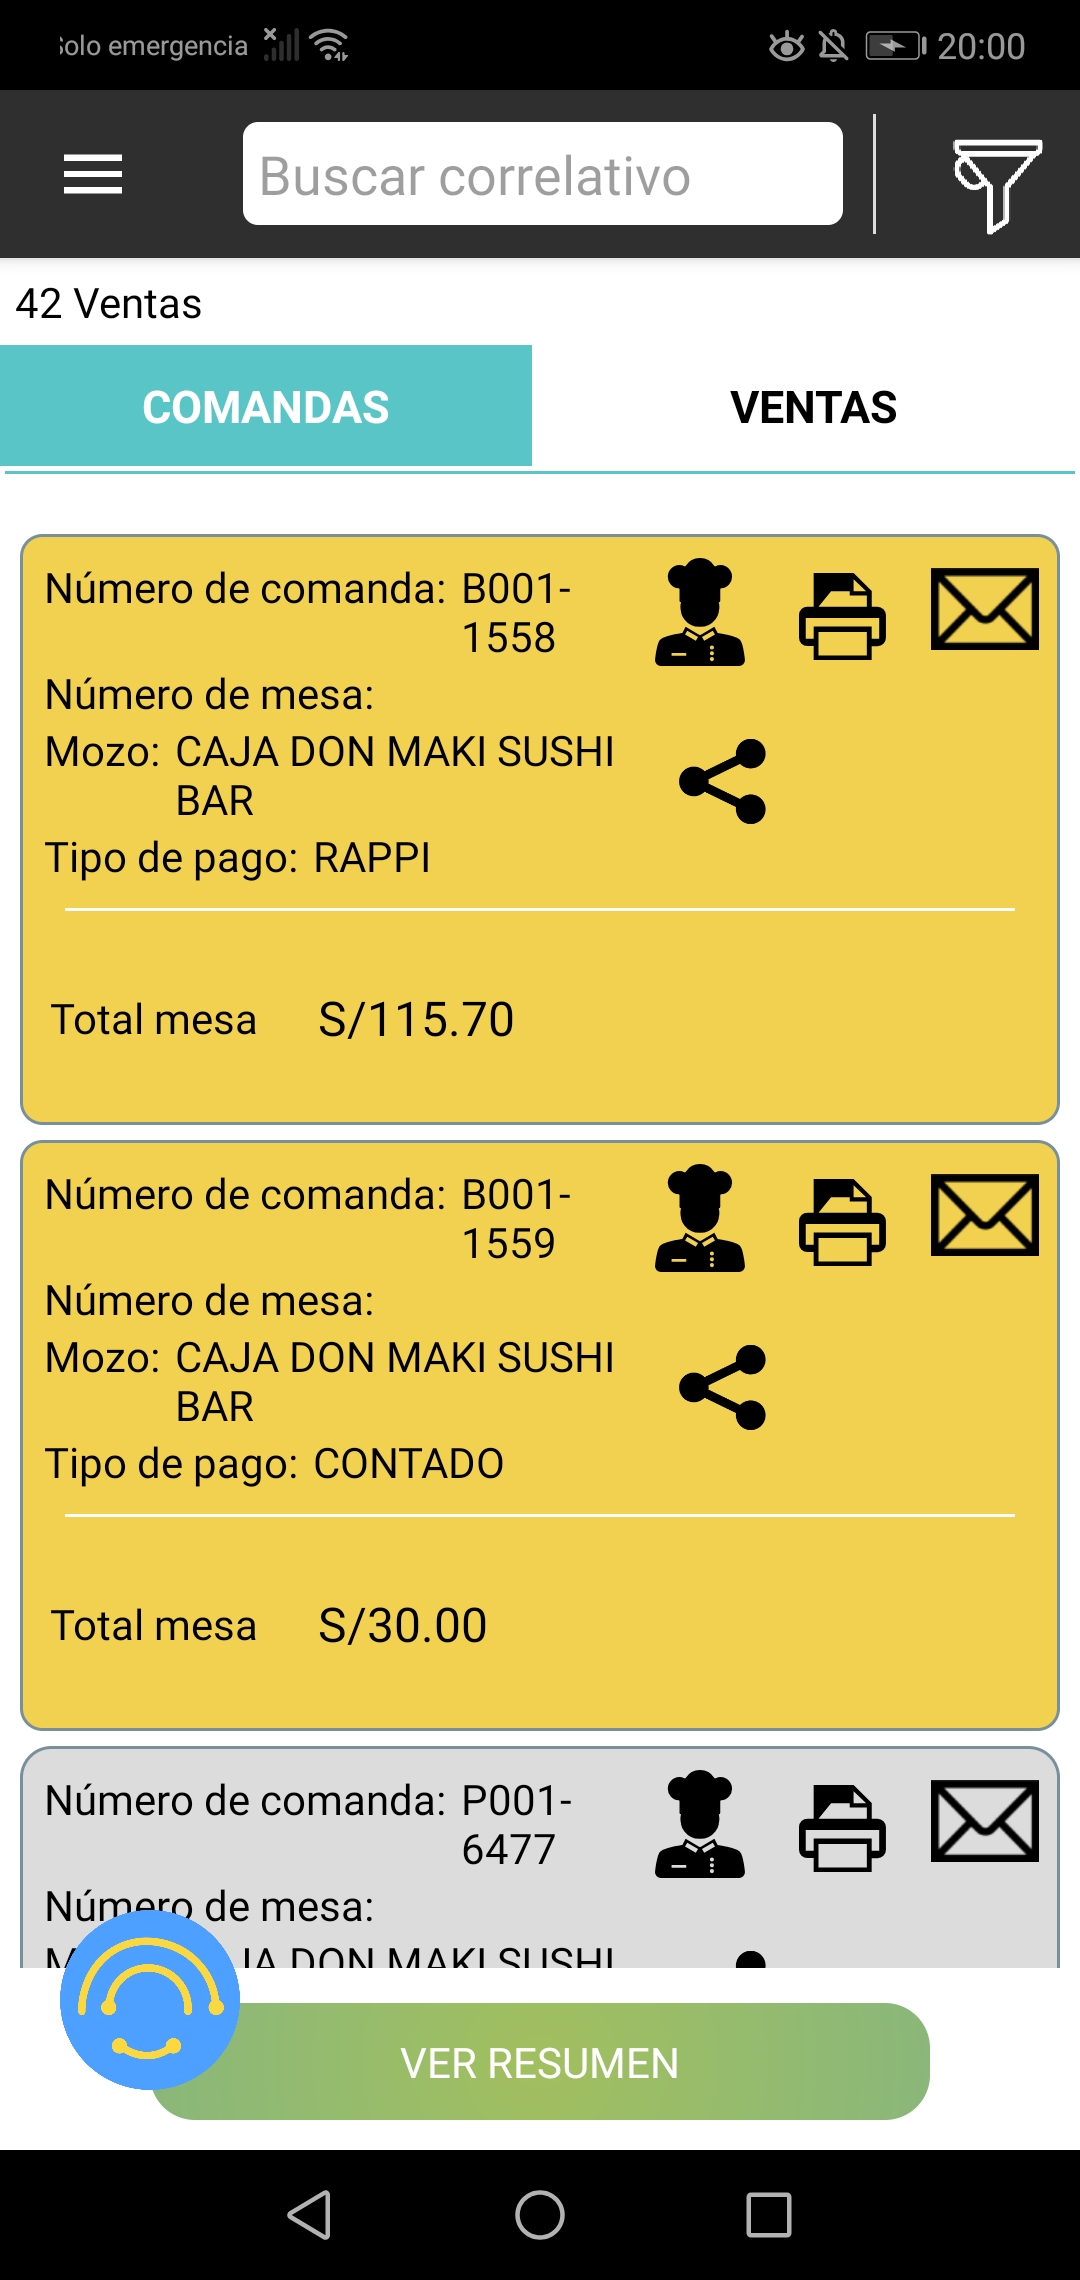 Solo emergencia 20:00
Buscar correlativo
42 Ventas
COMANDAS VENTAS
Número de comanda: B001-
1558
Número de mesa:
Mozo: CAJA DON MAKI SUSHI
BAR
Tipo de pago: RAPPI
Total mesa S/115.70
Número de comanda: B001-
1559
Número de mesa:
Mozo: CAJA DON MAKI SUSHI
BAR
Tipo de pago: CONTADO
Total mesa S/30.00
Número de comanda: P001-
6477
Número de mesa:
DON MAKI SUSHI
VER RESUMEN